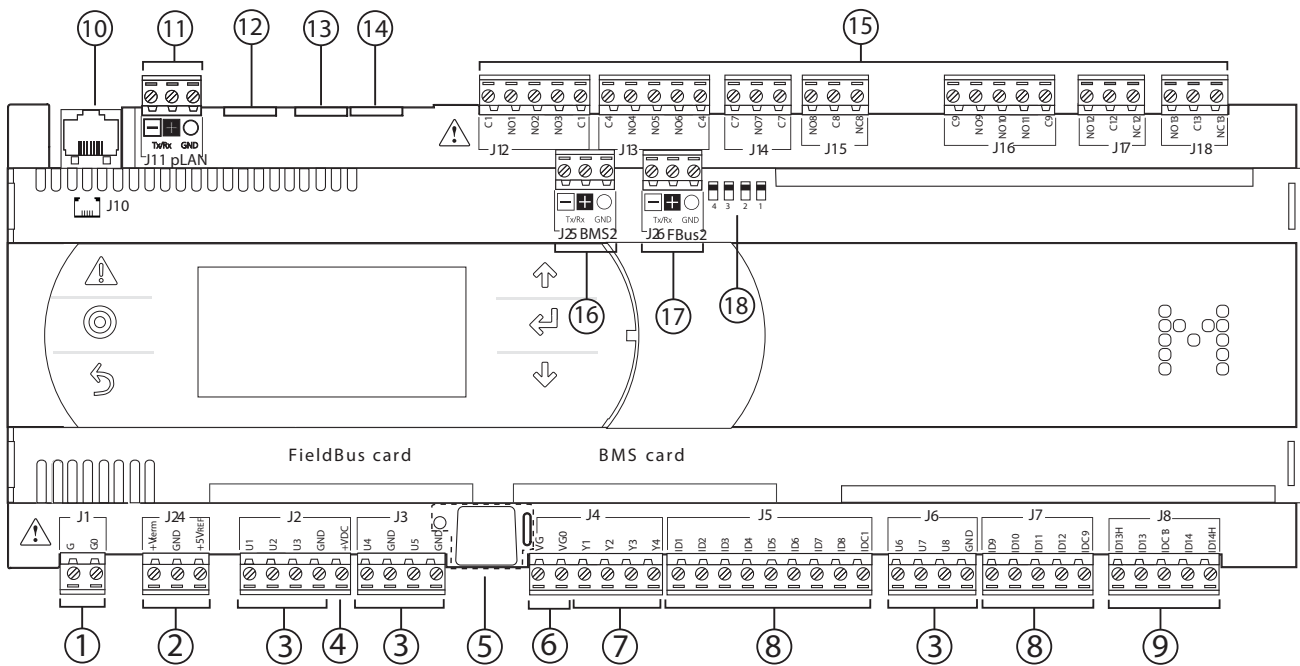 10 11 12 13 14 15
C1 NO1 NO2 NO3 C1 C4 NO4 NO5 NO6 C4 C7 NO7 C7 NO8 C8 NC8 C9 NO9 NO10 NO11 C9 NO12 C12 NC12 NO13 C13 NC13
J12 J13 J14 J15 J16 J17 J18
Tx/Rx GND
J11 pLAN
J10
Tx/Rx GND
J25 BMS2
Tx/Rx GND
J26 FBus2
4 3 2 1
16 17 18
FieldBus card BMS card
J1 J24 J2 J3 J4 J5 J6 J7 J8
G G0 +Vterm GND +5VREF U1 U2 U3 GND +VDC U4 GND U5 GND VG VG0 Y1 Y2 Y3 Y4 ID1 ID2 ID3 ID4 ID5 ID6 ID7 ID8 IDC1 U6 U7 U8 GND ID9 ID10 ID11 ID12 IDC9 ID13H ID13 IDC13 ID14 ID14H
1 2 3 4 3 5 6 7 8 3 8 9